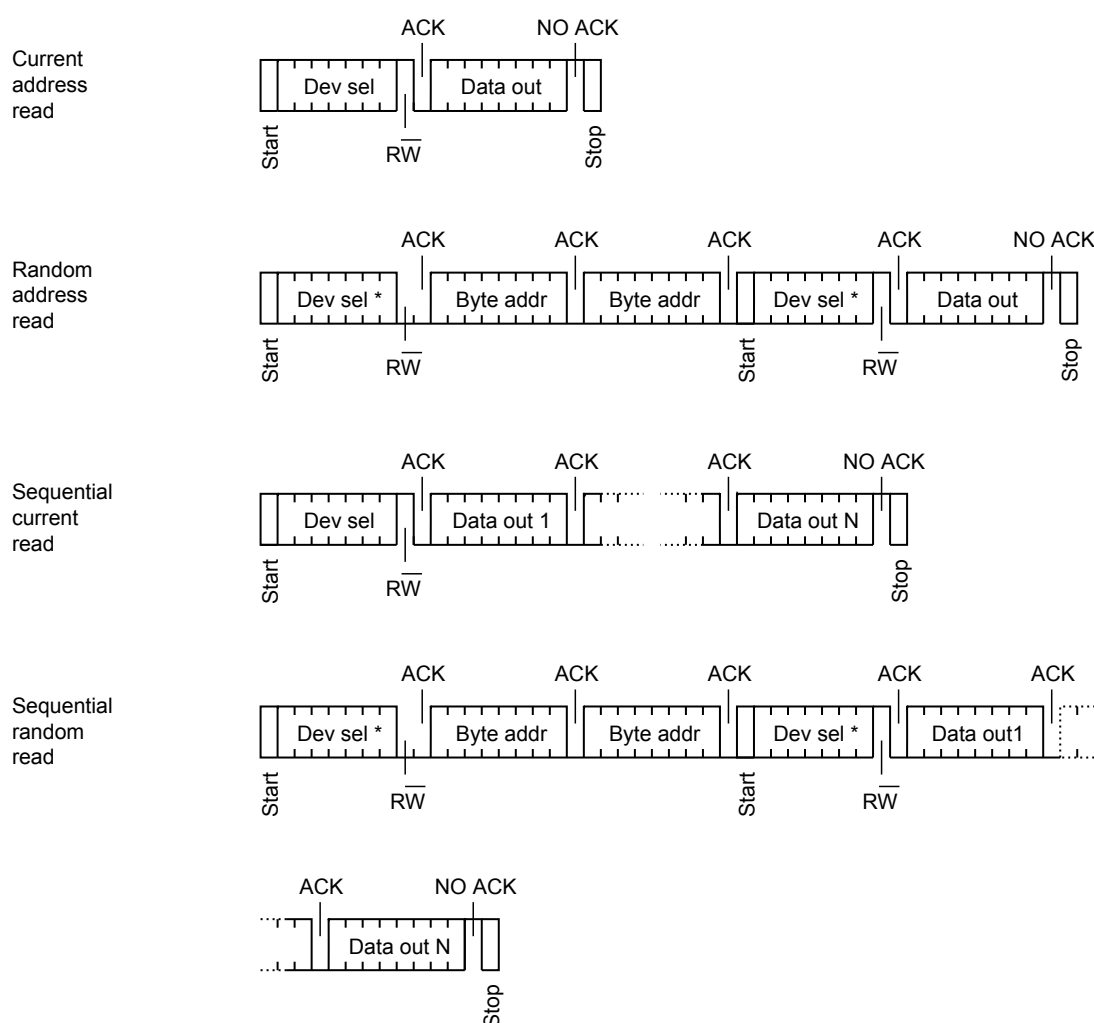 Current
address
read
ACK NO ACK
Dev sel Data out
Start RW̅ Stop
Random
address
read
ACK ACK ACK ACK NO ACK
Dev sel * Byte addr Byte addr Dev sel * Data out
Start RW̅ Start RW̅ Stop
Sequential
current
read
ACK ACK ACK NO ACK
Dev sel Data out 1 Data out N
Start RW̅ Stop
Sequential
random
read
ACK ACK ACK ACK ACK
Dev sel * Byte addr Byte addr Dev sel * Data out1
Start RW̅ Start RW̅
ACK NO ACK
Data out N
Stop